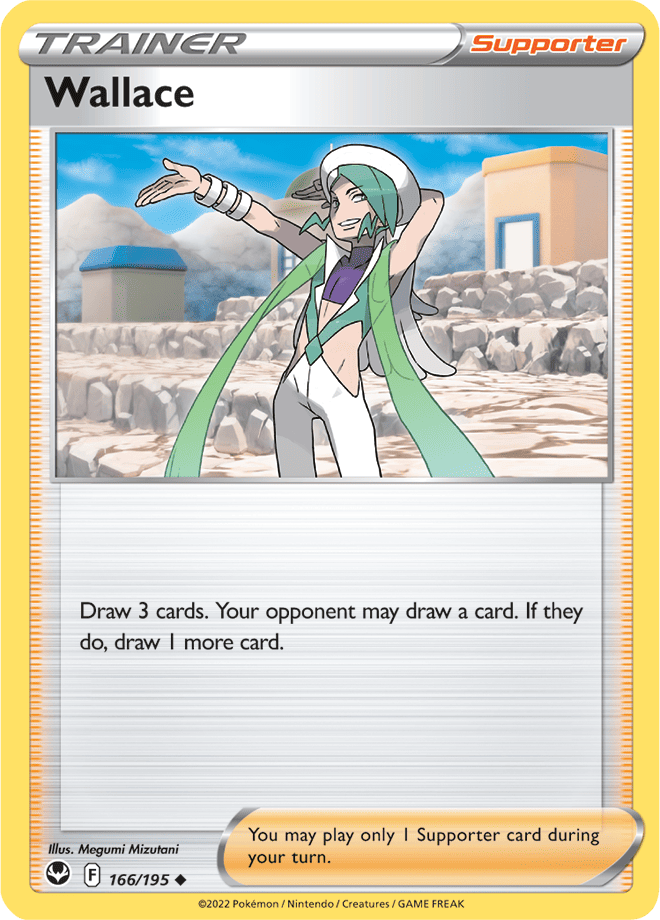 TRAINER
Supporter
Wallace
Draw 3 cards. Your opponent may draw a card. If they
do, draw 1 more card.
Illus. Megumi Mizutani
You may play only 1 Supporter card during
your turn.
F 166/195 ◆
©2022 Pokémon / Nintendo / Creatures / GAME FREAK